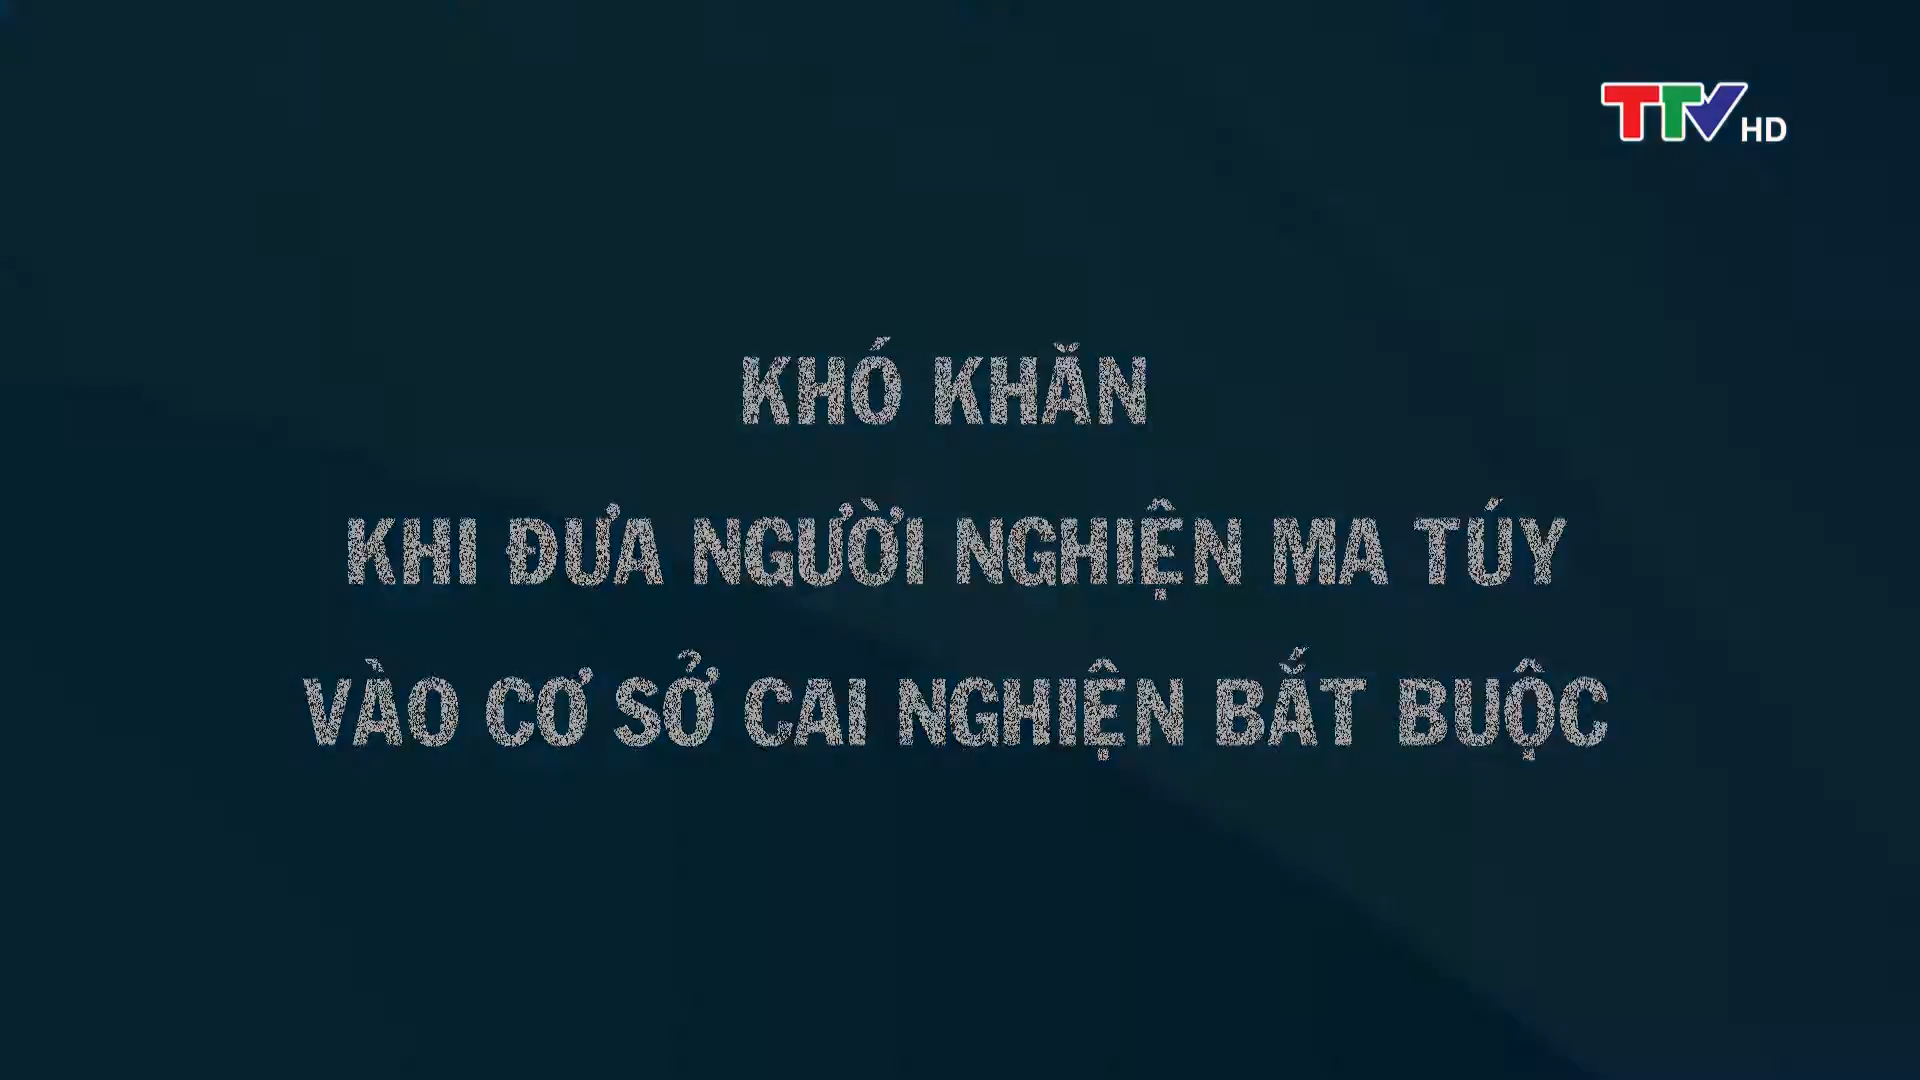 TTV HD
KHÓ KHĂN
KHI ĐƯA NGƯỜI NGHIỆN MA TÚY
VÀO CƠ SỞ CAI NGHIỆN BẮT BUỘC